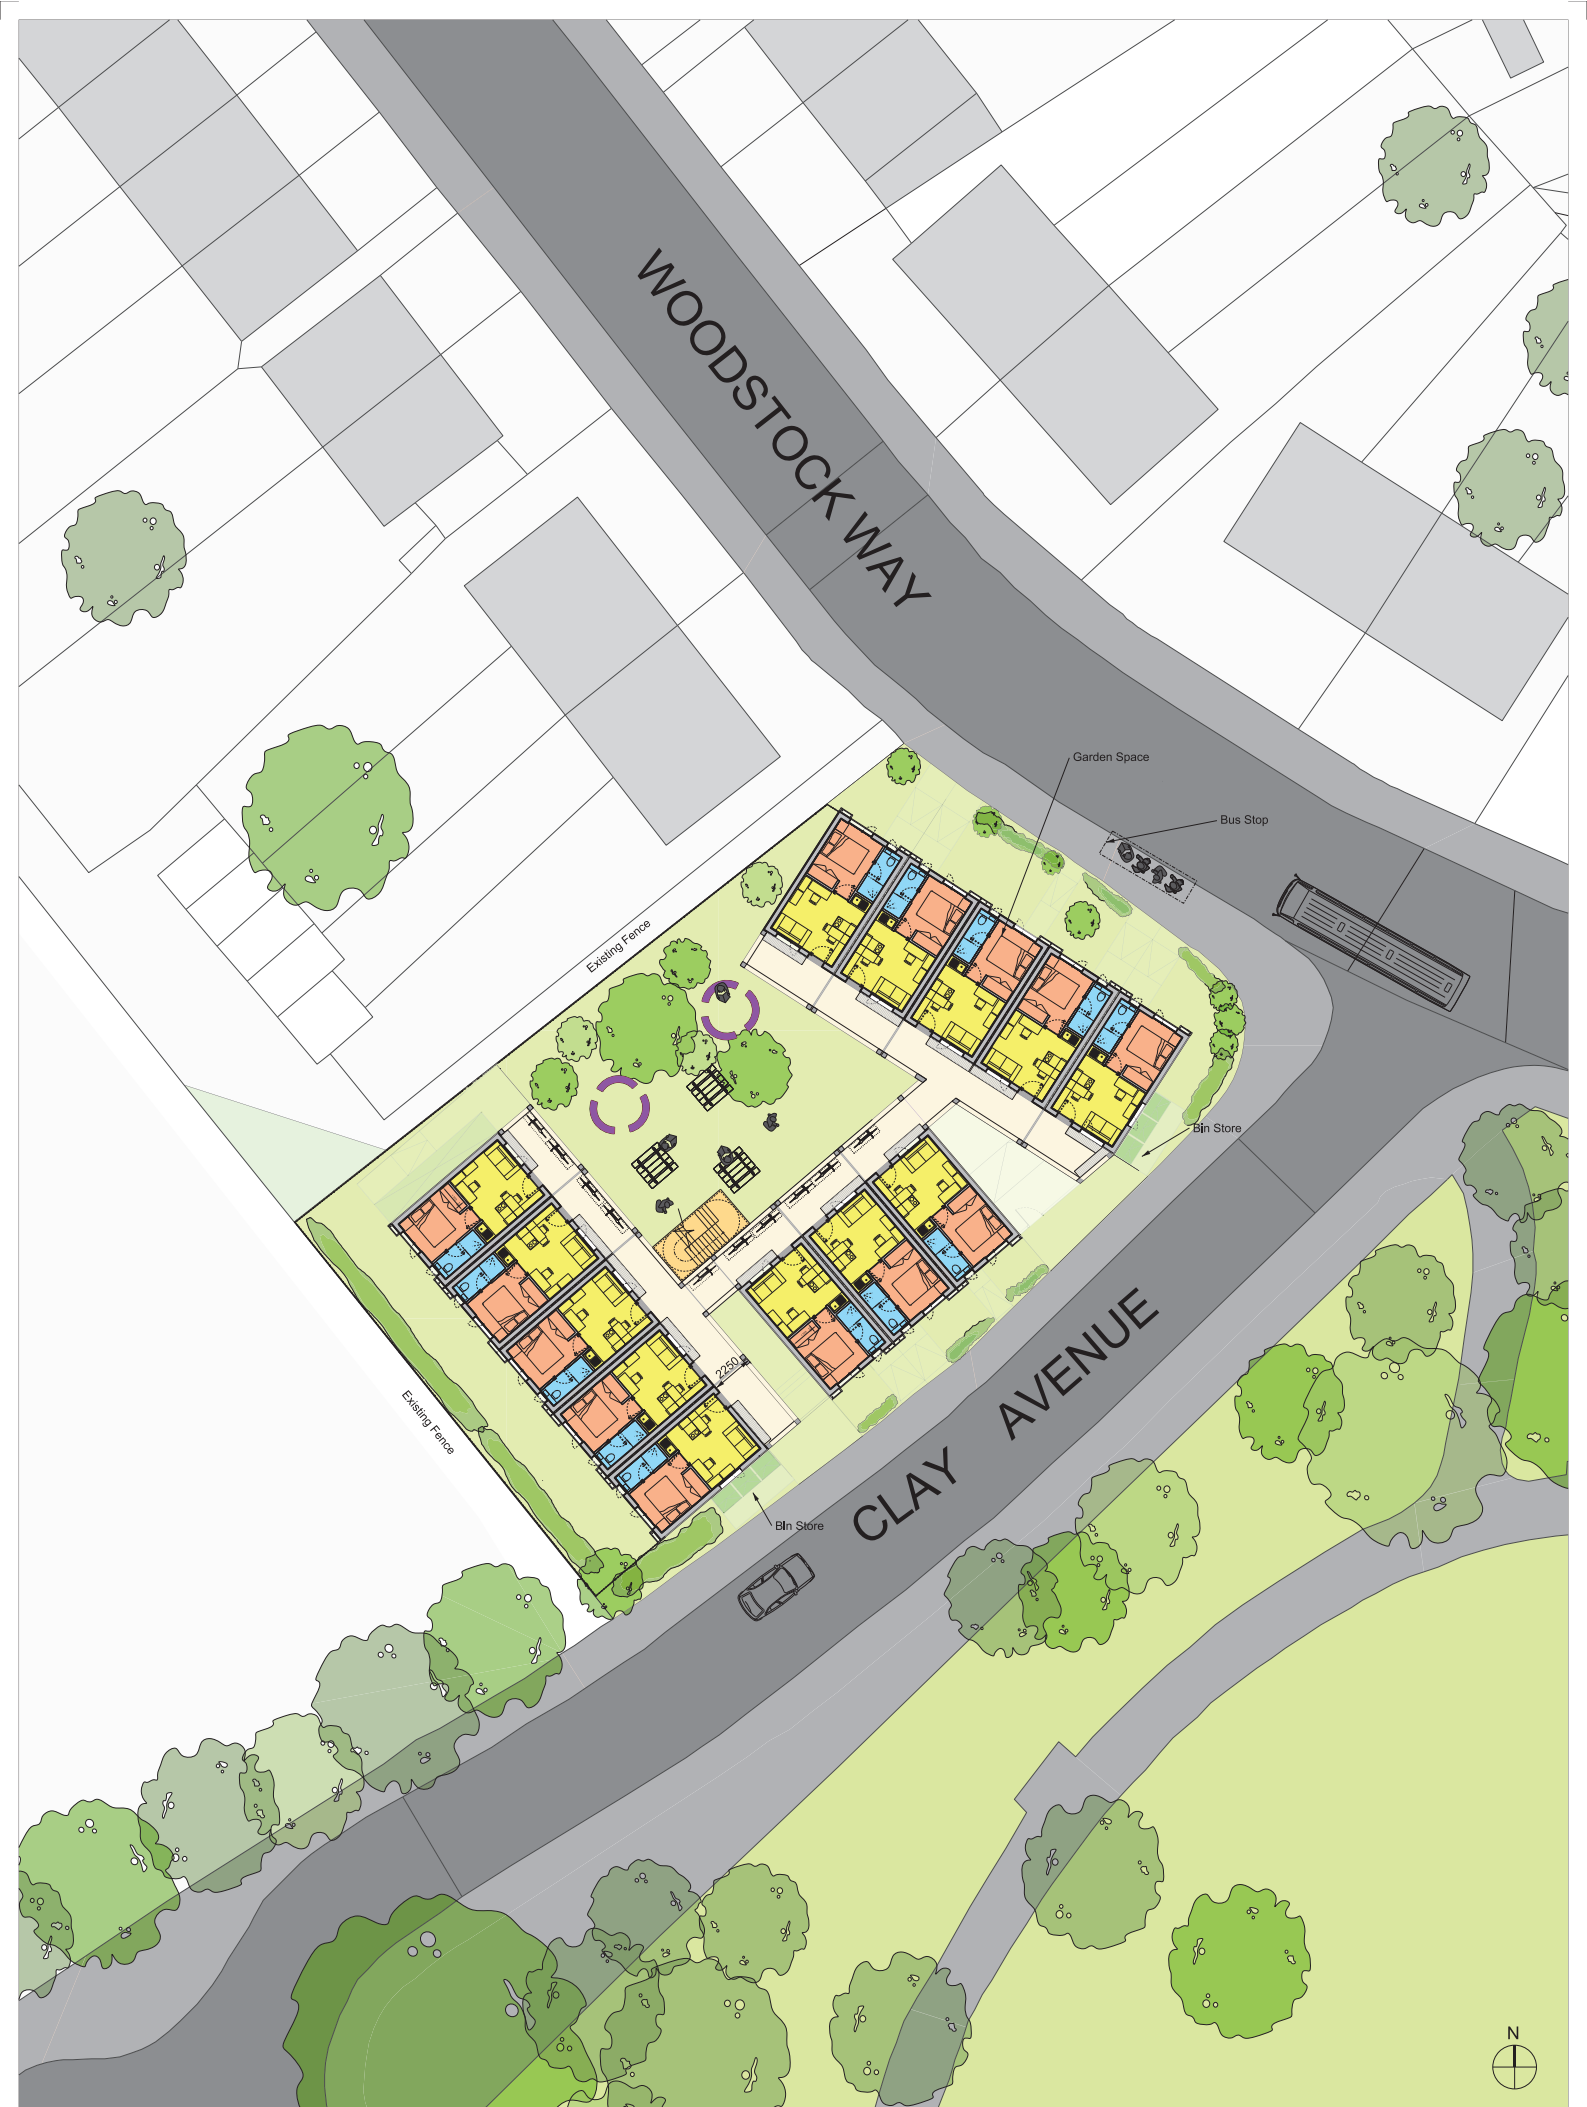 WOODSTOCK WAY
Garden Space
Bus Stop
Existing Fence
Bin Store
2250
CLAY AVENUE
Existing Fence
Bin Store
N